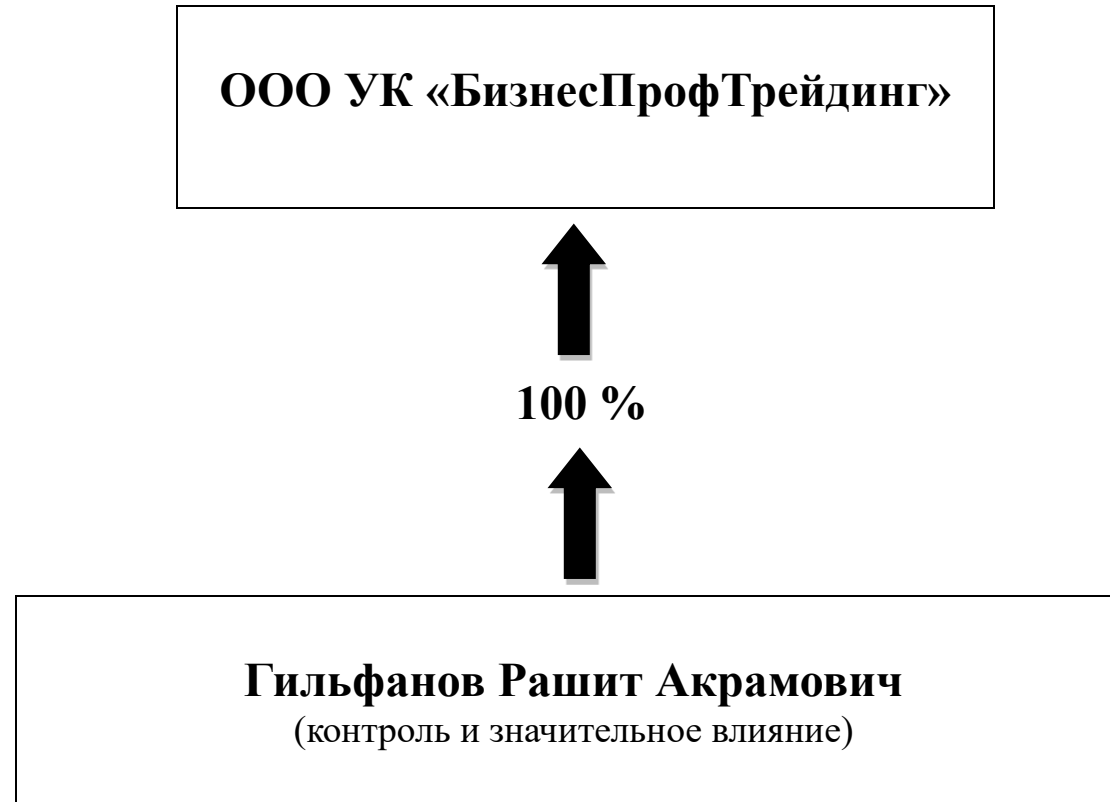 ООО УК «БизнесПрофТрейдинг»
100 %
Гильфанов Рашит Акрамович
(контроль и значительное влияние)